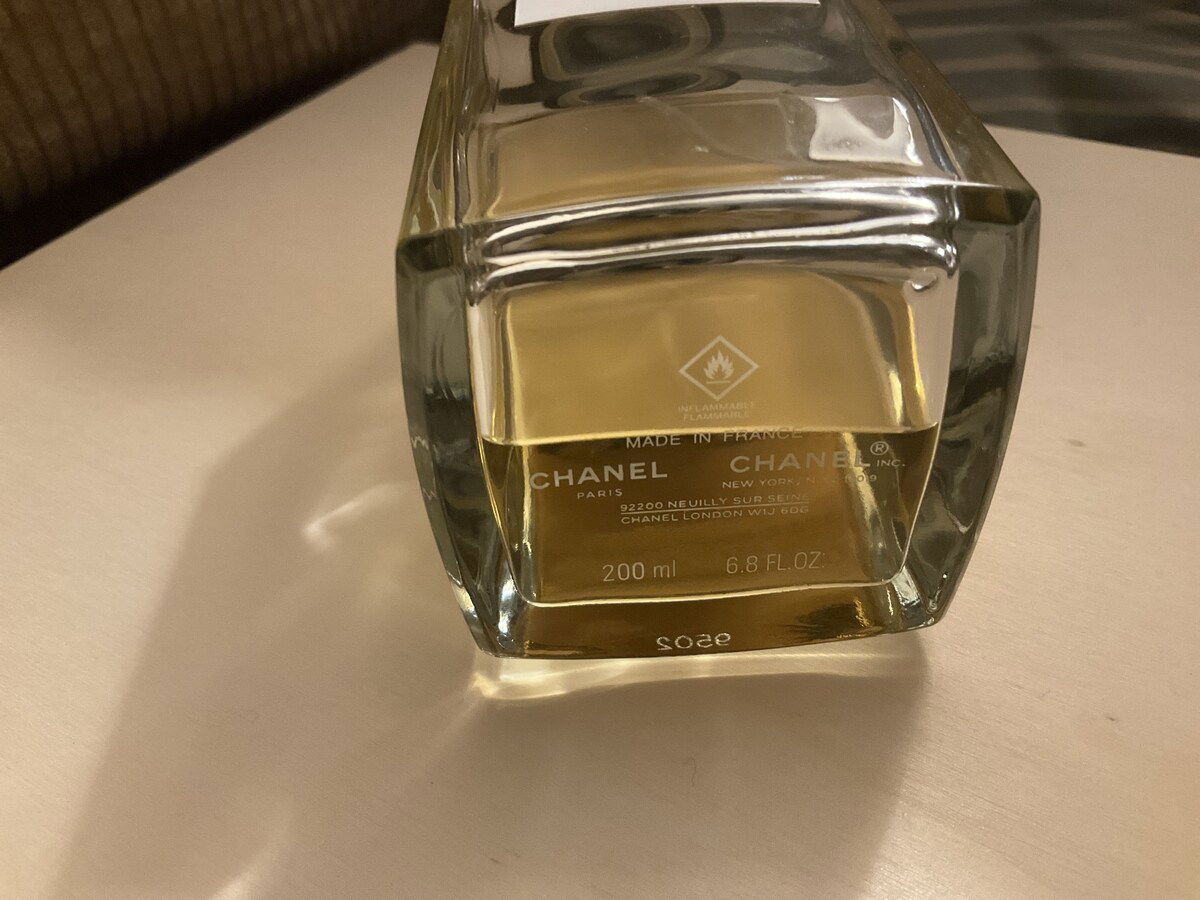 INFLAMMABLE
FLAMMABLE
MADE IN FRANCE
CHANEL CHANEL® INC.
PARIS NEW YORK, N
92200 NEUILLY SUR SEINE
CHANEL LONDON W1J 6DG
200 ml 6.8 FL.OZ.
9502